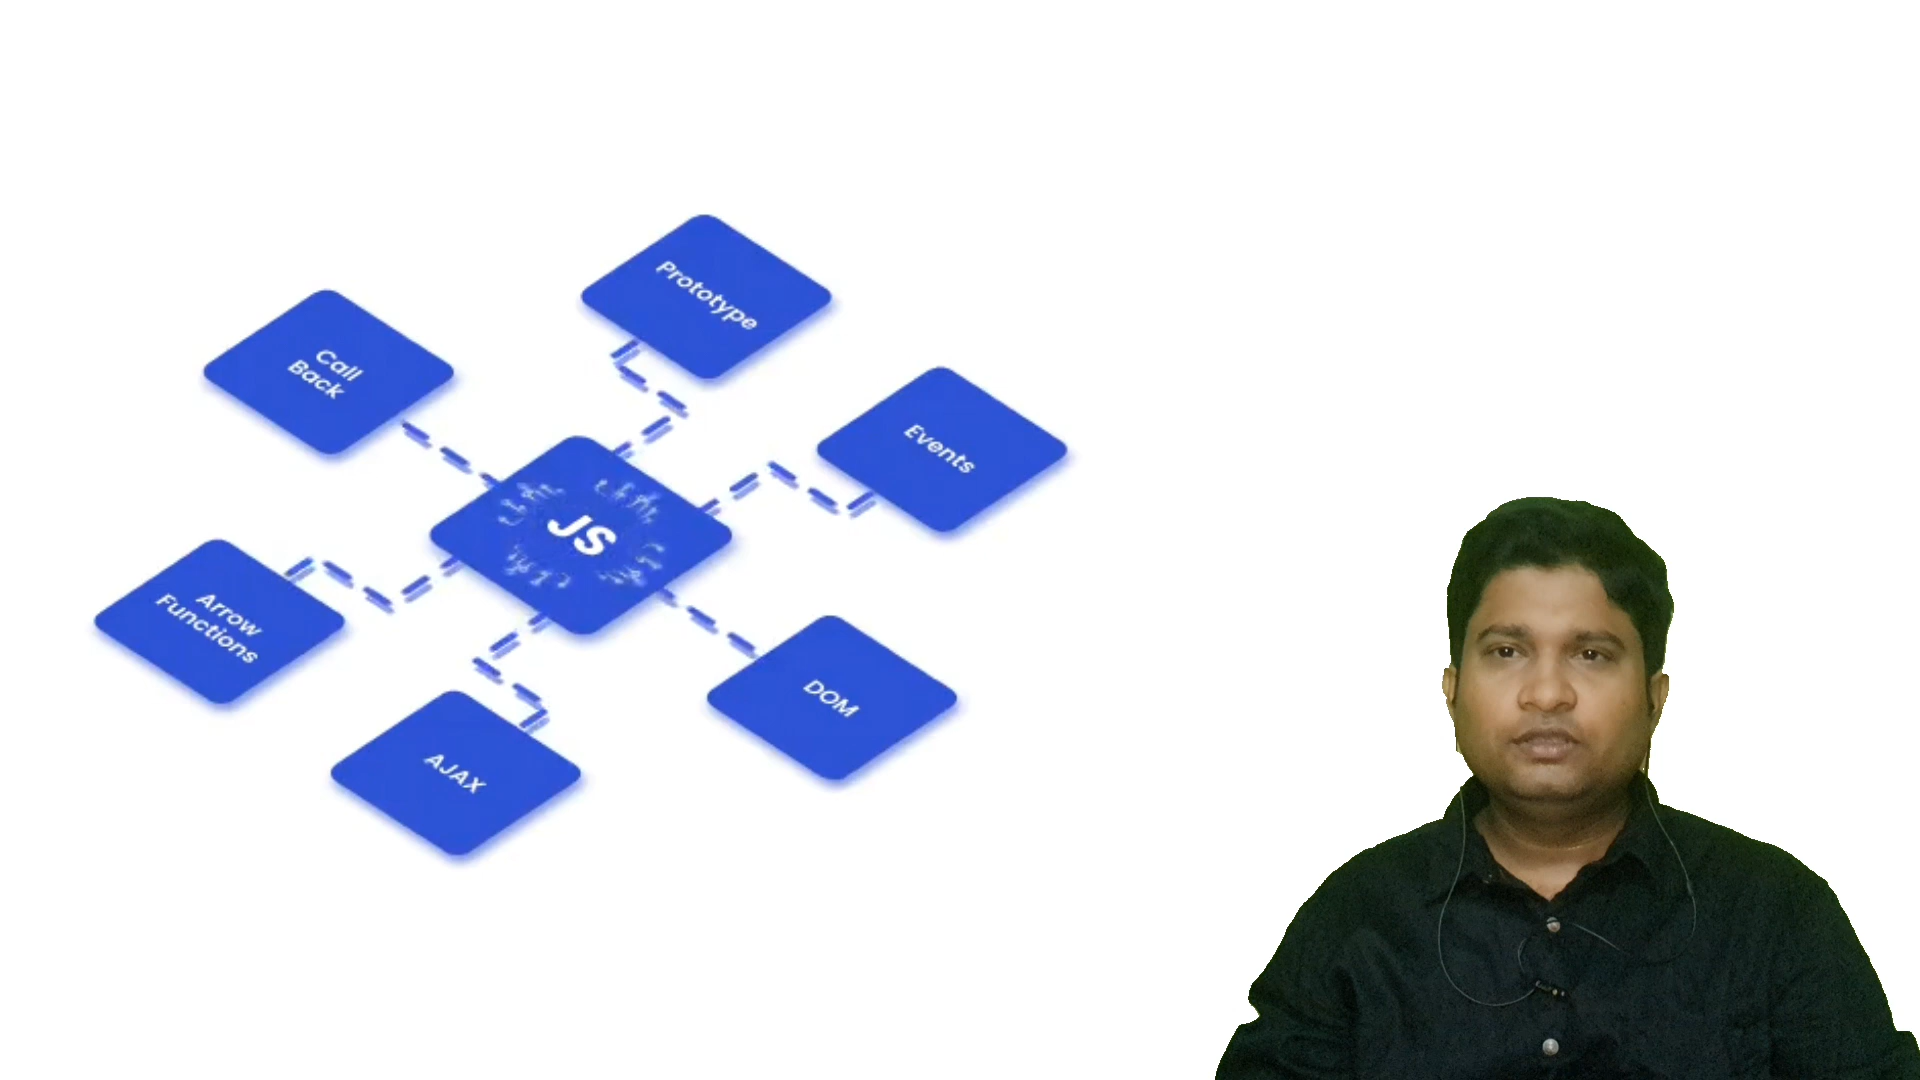 Prototype
Call
Back
Events
JS
Arrow
Functions
DOM
AJAX